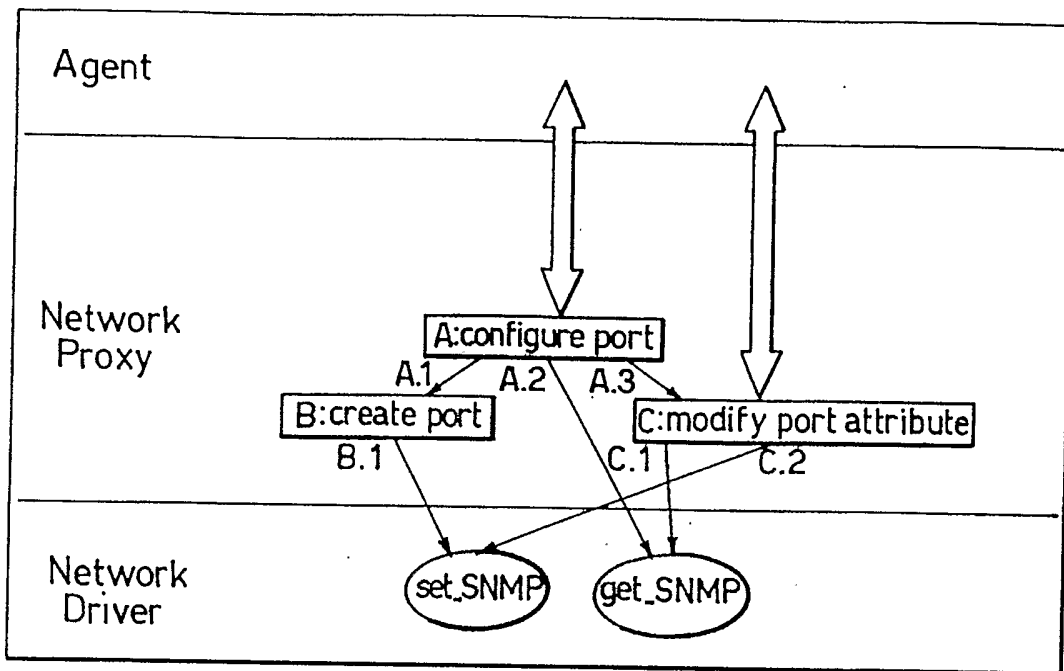 Agent
Network
Proxy
A:configure port
A.1
A.2
A.3
B:create port
C:modify port attribute
B.1
C.1
C.2
Network
Driver
set_SNMP
get_SNMP